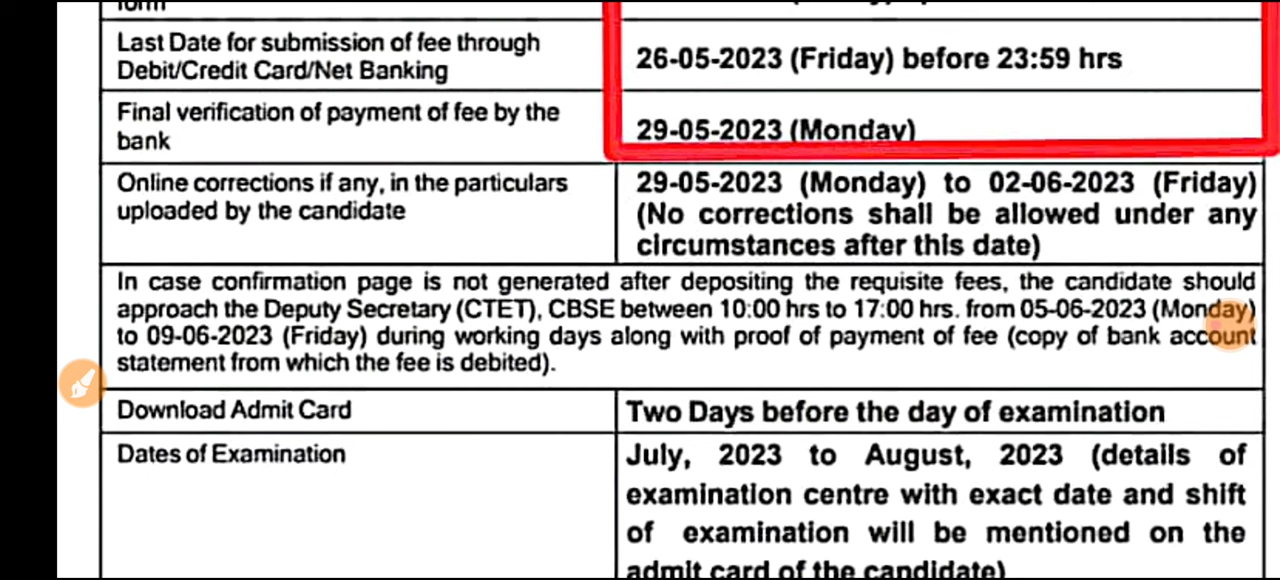 form
Last Date for submission of fee through
Debit/Credit Card/Net Banking
26-05-2023 (Friday) before 23:59 hrs
Final verification of payment of fee by the
bank
29-05-2023 (Monday)
Online corrections if any, in the particulars
uploaded by the candidate
29-05-2023 (Monday) to 02-06-2023 (Friday)
(No corrections shall be allowed under any
circumstances after this date)
In case confirmation page is not generated after depositing the requisite fees, the candidate should
approach the Deputy Secretary (CTET), CBSE between 10:00 hrs to 17:00 hrs. from 05-06-2023 (Monday)
to 09-06-2023 (Friday) during working days along with proof of payment of fee (copy of bank account
statement from which the fee is debited).
Download Admit Card
Two Days before the day of examination
Dates of Examination
July, 2023 to August, 2023 (details of
examination centre with exact date and shift
of examination will be mentioned on the
admit card of the candidate)